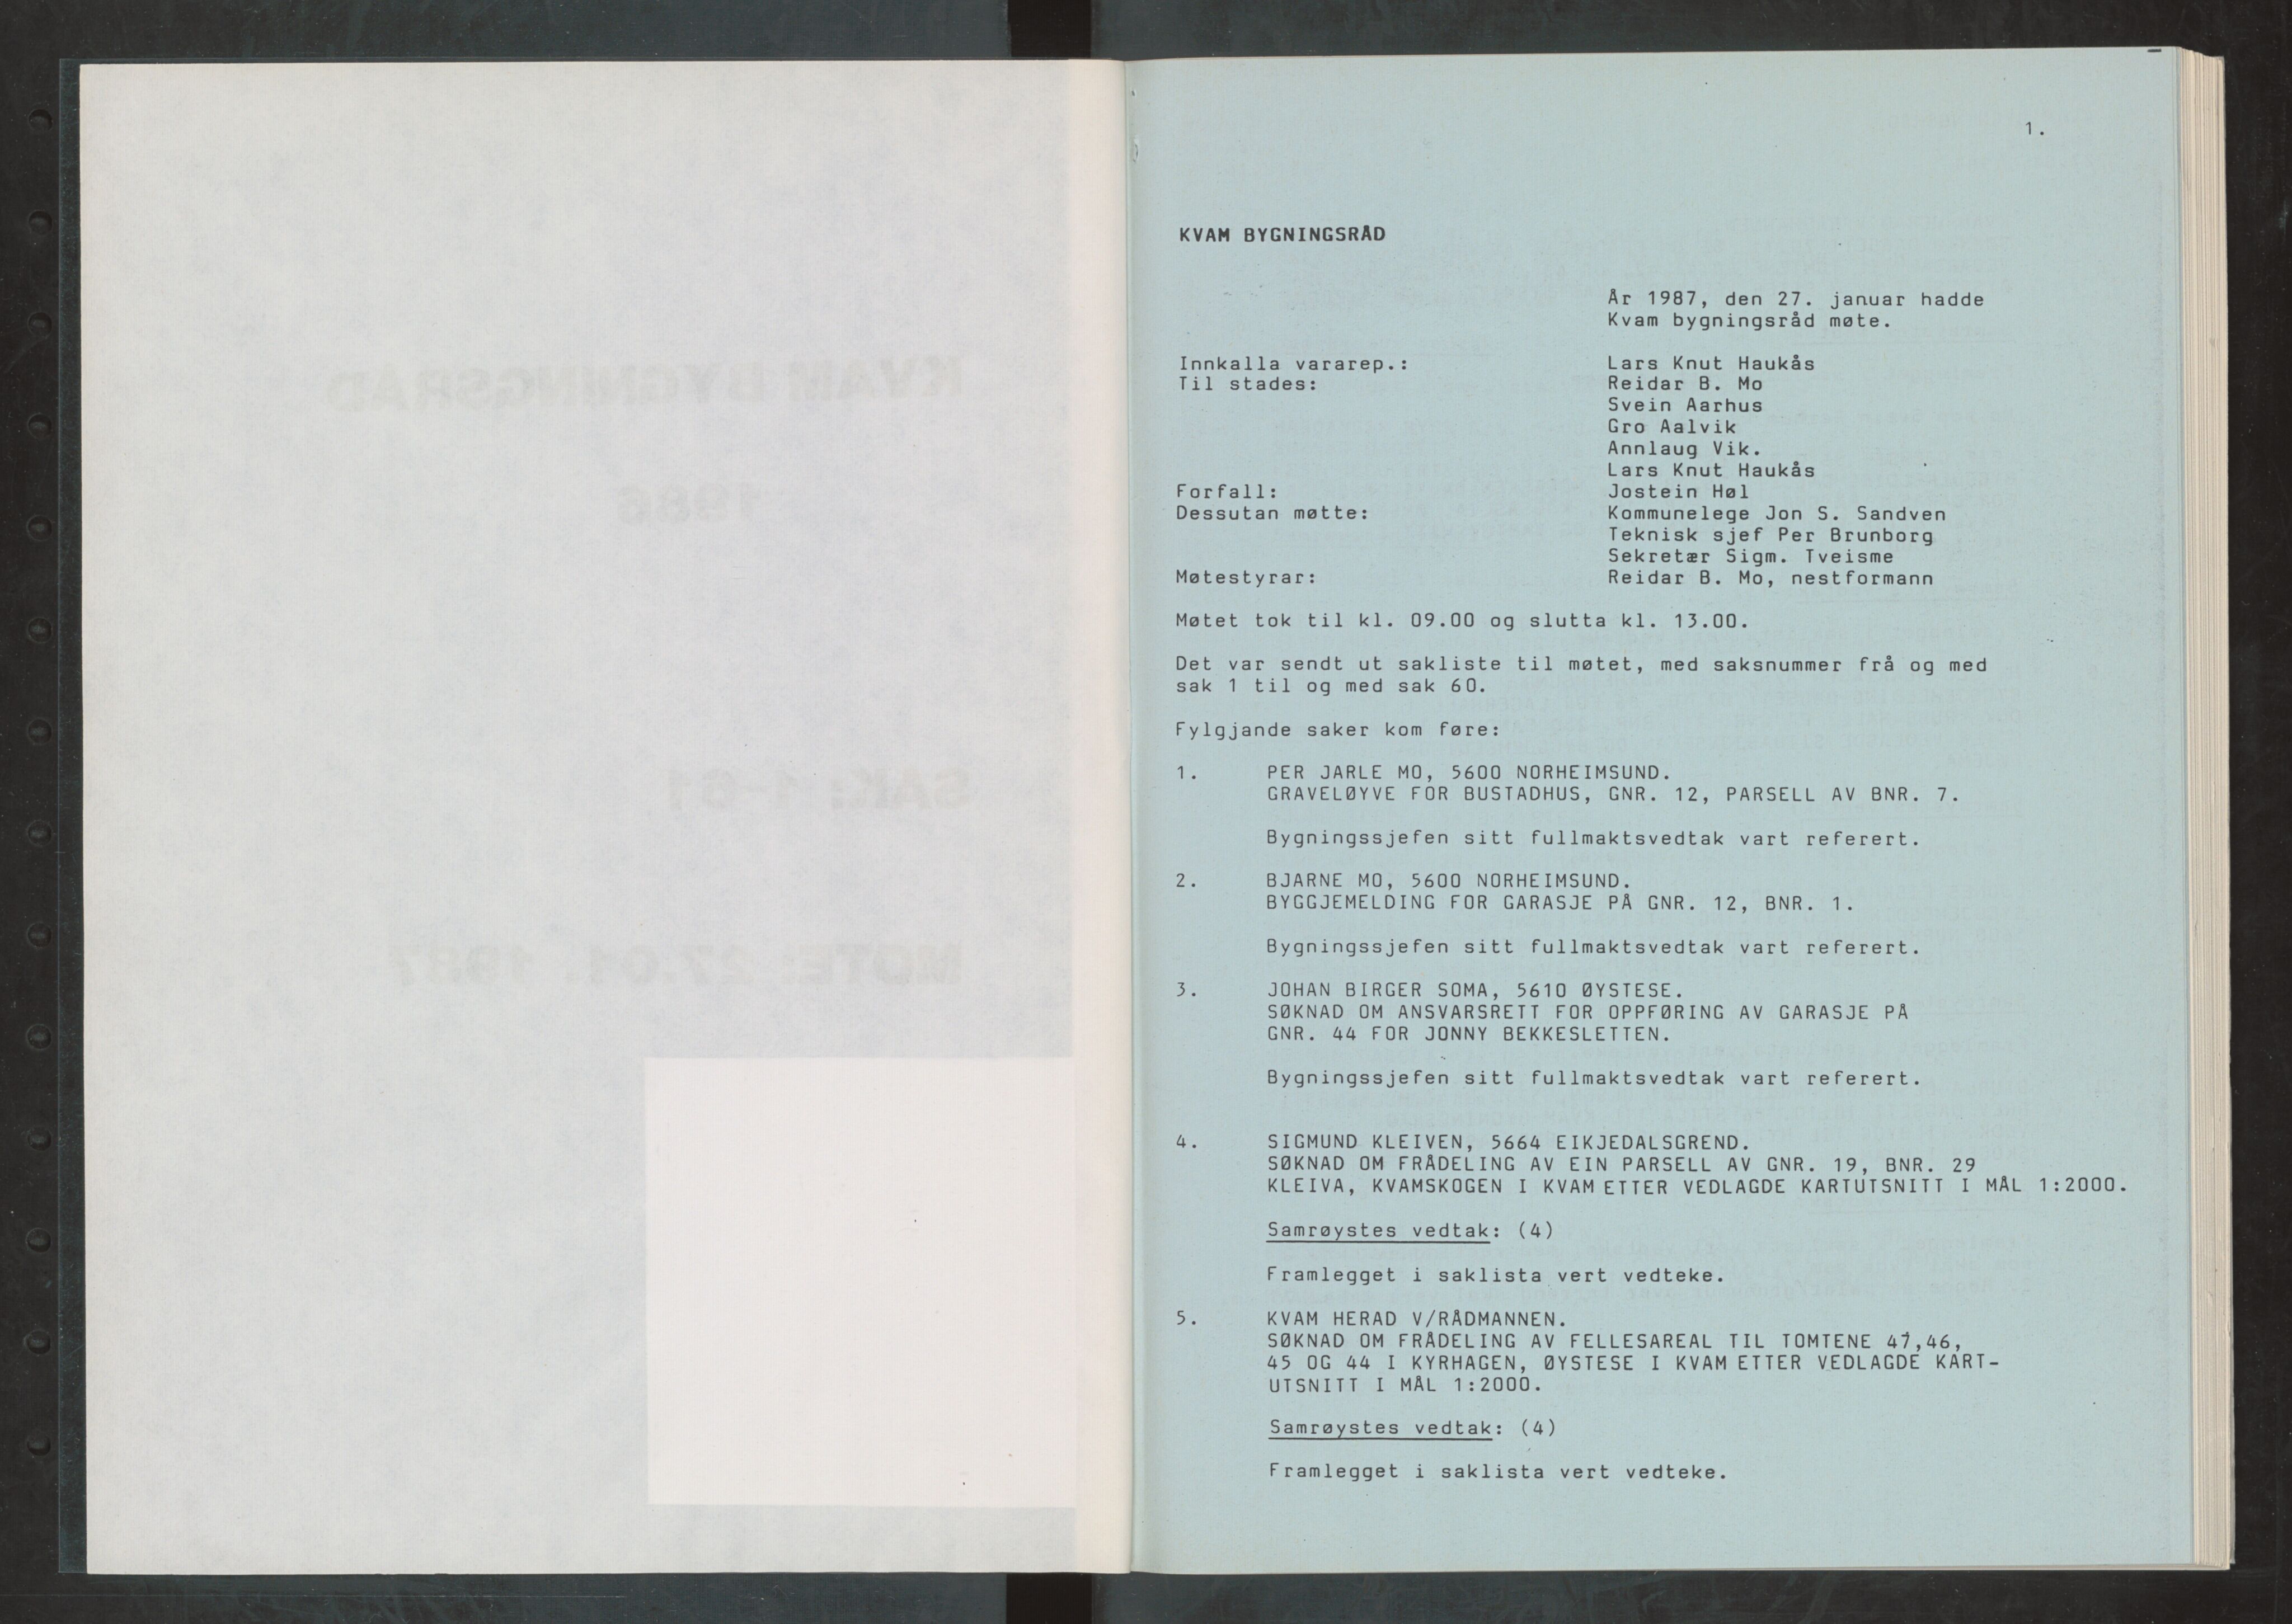 KVAM BYGNINGSRÅD
1986
SAK: 1-61
MØTE: 27.01. 1987
1.
KVAM BYGNINGSRÅD
År 1987, den 27. januar hadde
Kvam bygningsråd møte.
Innkalla vararep.: Lars Knut Haukås
Til stades: Reidar B. Mo
Svein Aarhus
Gro Aalvik
Annlaug Vik.
Lars Knut Haukås
Forfall: Jostein Høl
Dessutan møtte: Kommunelege Jon S. Sandven
Teknisk sjef Per Brunborg
Sekretær Sigm. Tveisme
Møtestyrar: Reidar B. Mo, nestformann
Møtet tok til kl. 09.00 og slutta kl. 13.00.
Det var sendt ut sakliste til møtet, med saksnummer frå og med
sak 1 til og med sak 60.
Fylgjande saker kom føre:
1. PER JARLE MO, 5600 NORHEIMSUND.
GRAVELØYVE FOR BUSTADHUS, GNR. 12, PARSELL AV BNR. 7.
Bygningssjefen sitt fullmaktsvedtak vart referert.
2. BJARNE MO, 5600 NORHEIMSUND.
BYGGJEMELDING FOR GARASJE PÅ GNR. 12, BNR. 1.
Bygningssjefen sitt fullmaktsvedtak vart referert.
3. JOHAN BIRGER SOMA, 5610 ØYSTESE.
SØKNAD OM ANSVARSRETT FOR OPPFØRING AV GARASJE PÅ
GNR. 44 FOR JONNY BEKKESLETTEN.
Bygningssjefen sitt fullmaktsvedtak vart referert.
4. SIGMUND KLEIVEN, 5664 EIKJEDALSGREND.
SØKNAD OM FRÅDELING AV EIN PARSELL AV GNR. 19, BNR. 29
KLEIVA, KVAMSKOGEN I KVAM ETTER VEDLAGDE KARTUTSNITT I MÅL 1:2000.
Samrøystes vedtak: (4)
Framlegget i saklista vert vedteke.
5. KVAM HERAD V/RÅDMANNEN.
SØKNAD OM FRÅDELING AV FELLESAREAL TIL TOMTENE 47,46,
45 OG 44 I KYRHAGEN, ØYSTESE I KVAM ETTER VEDLAGDE KART-
UTSNITT I MÅL 1:2000.
Samrøystes vedtak: (4)
Framlegget i saklista vert vedteke.